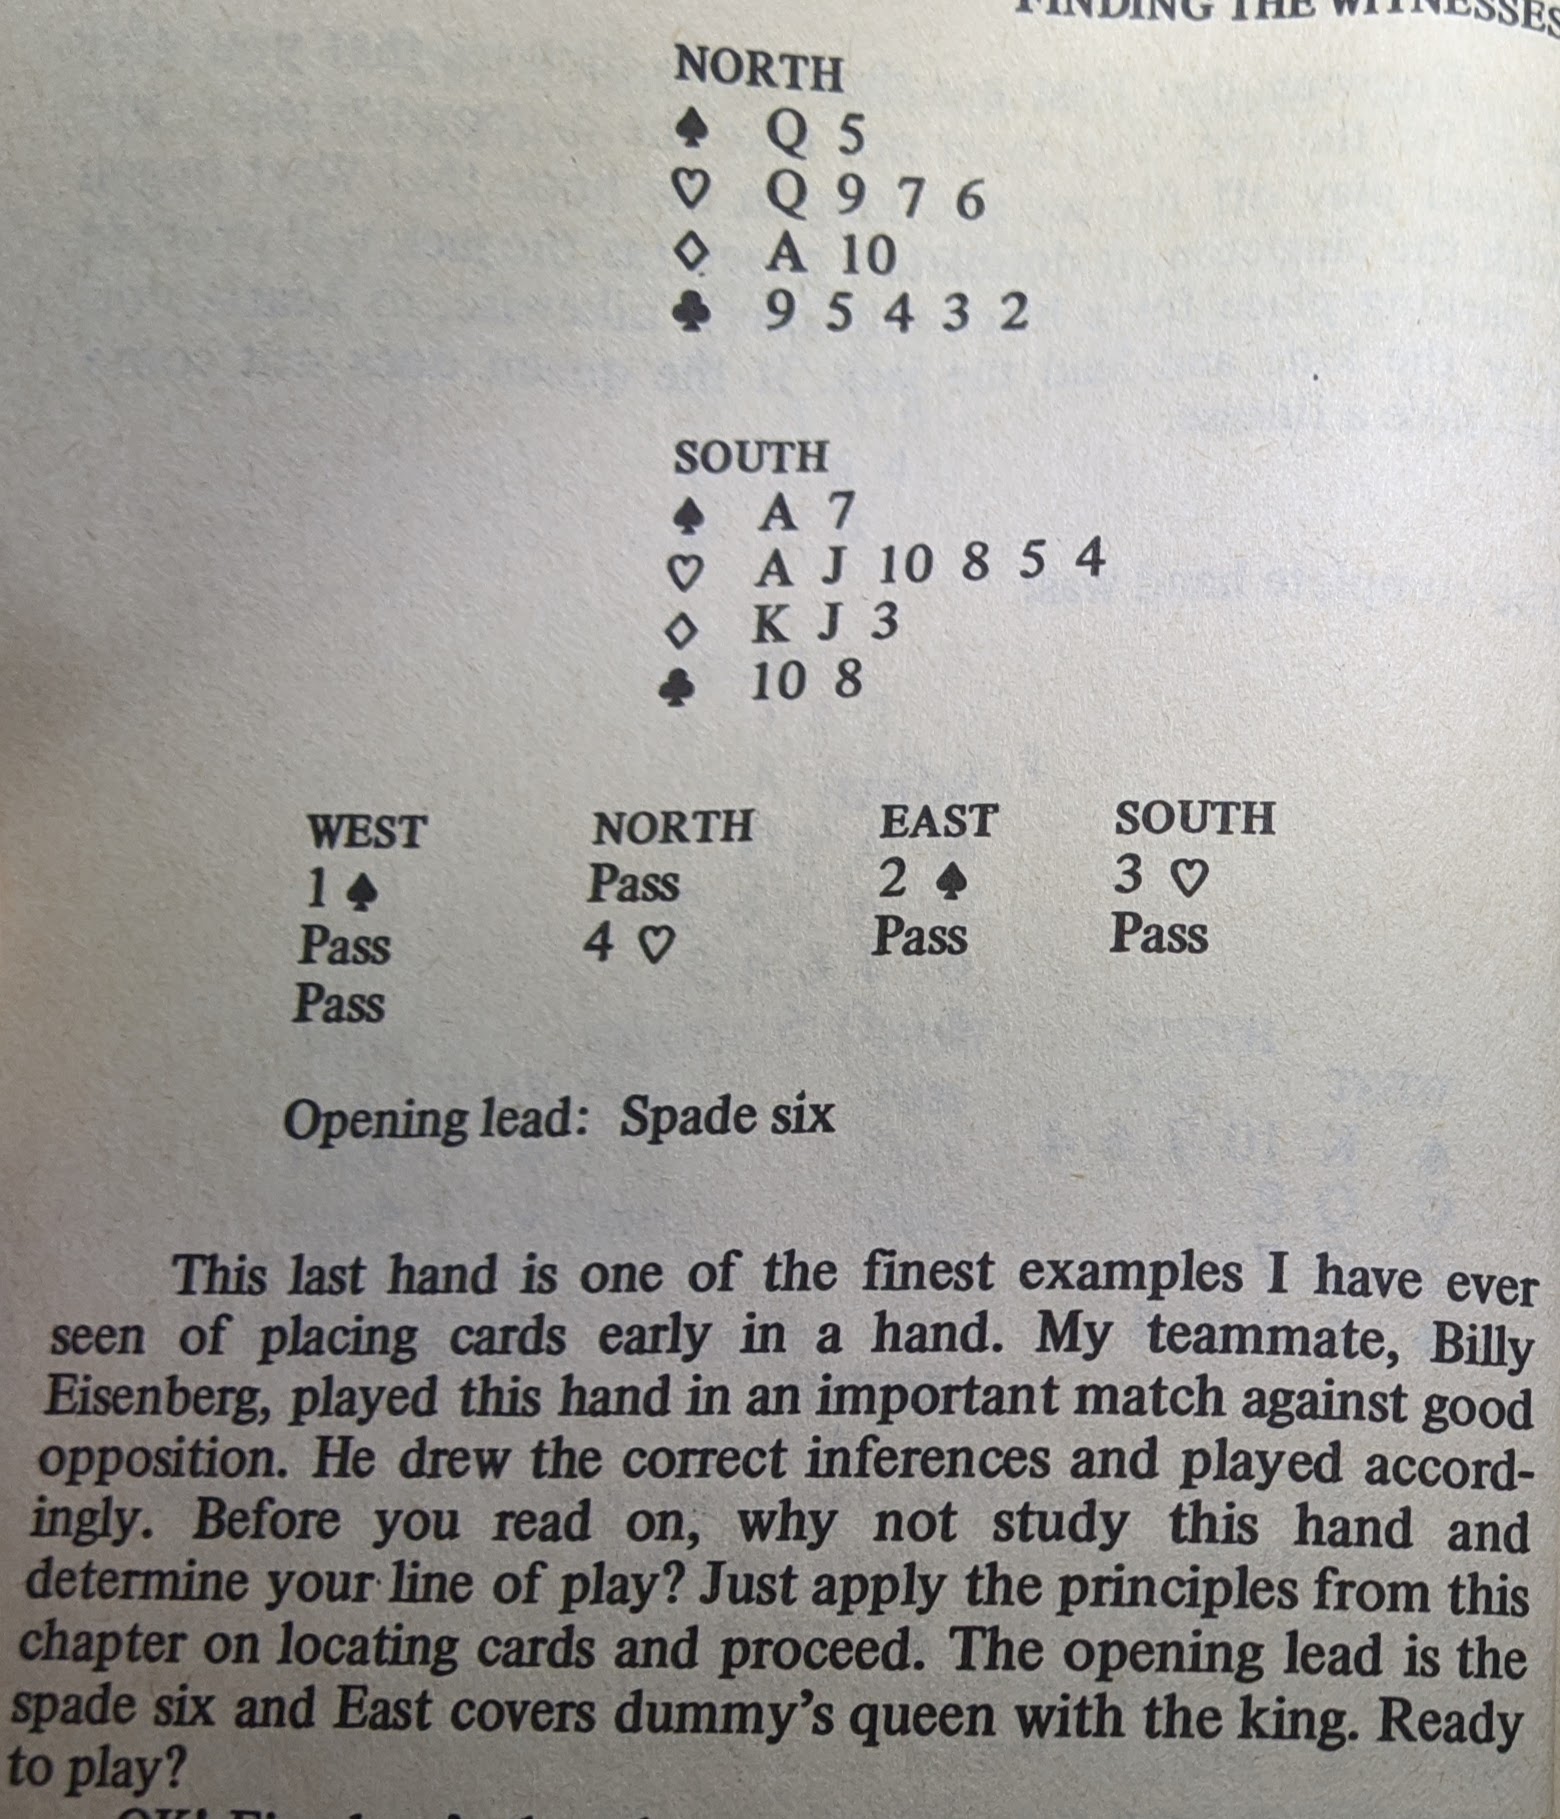 FINDING THE WITNESSES
NORTH
♠ Q 5
♡ Q 9 7 6
♢ A 10
♣ 9 5 4 3 2
SOUTH
♠ A 7
♡ A J 10 8 5 4
♢ K J 3
♣ 10 8
WEST NORTH EAST SOUTH
1 ♠ Pass 2 ♠ 3 ♡
Pass 4 ♡ Pass Pass
Pass
Opening lead: Spade six
This last hand is one of the finest examples I have ever
seen of placing cards early in a hand. My teammate, Billy
Eisenberg, played this hand in an important match against good
opposition. He drew the correct inferences and played accord-
ingly. Before you read on, why not study this hand and
determine your line of play? Just apply the principles from this
chapter on locating cards and proceed. The opening lead is the
spade six and East covers dummy's queen with the king. Ready
to play?